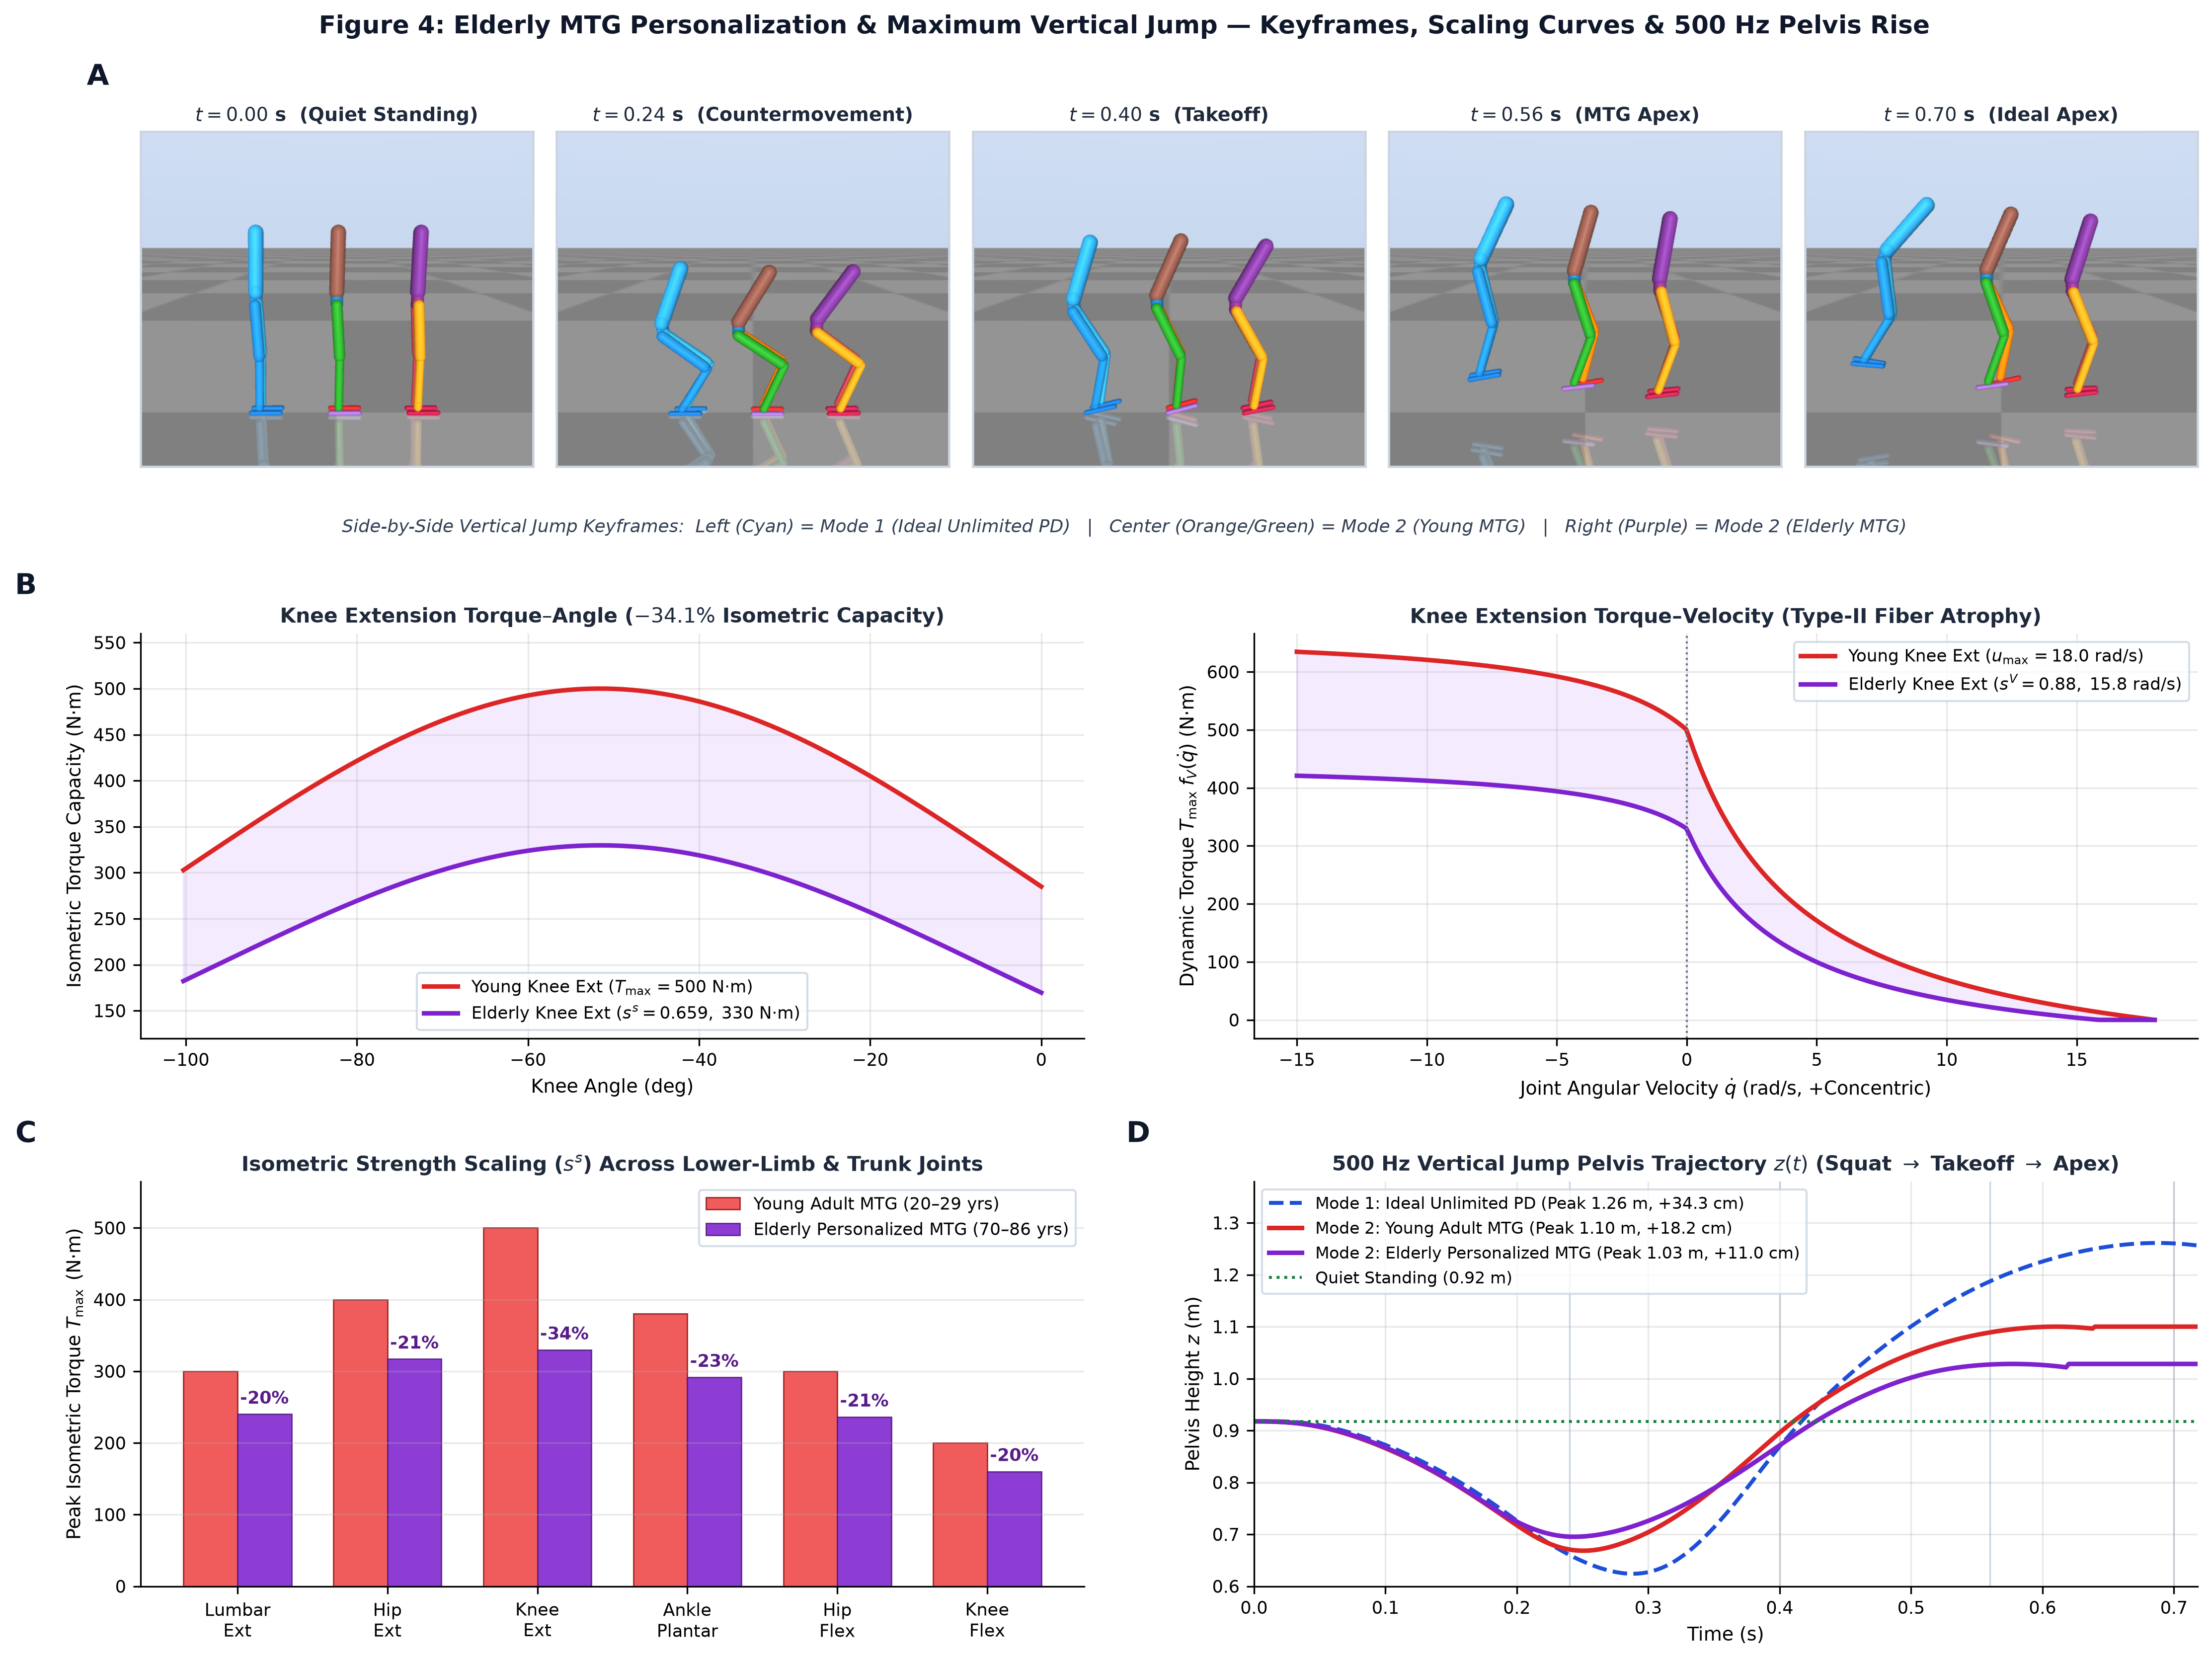 Figure 4: Elderly MTG Personalization & Maximum Vertical Jump — Keyframes, Scaling Curves & 500 Hz Pelvis Rise
A
t = 0.00 s (Quiet Standing)
t = 0.24 s (Countermovement)
t = 0.40 s (Takeoff)
t = 0.56 s (MTG Apex)
t = 0.70 s (Ideal Apex)
Side-by-Side Vertical Jump Keyframes: Left (Cyan) = Mode 1 (Ideal Unlimited PD) | Center (Orange/Green) = Mode 2 (Young MTG) | Right (Purple) = Mode 2 (Elderly MTG)
B
Knee Extension Torque–Angle (−34.1% Isometric Capacity)
Isometric Torque Capacity (N·m)
550
500
450
400
350
300
250
200
150
Young Knee Ext (T_max = 500 N·m)
Elderly Knee Ext (s^s = 0.659, 330 N·m)
−100
−80
−60
−40
−20
0
Knee Angle (deg)
Knee Extension Torque–Velocity (Type-II Fiber Atrophy)
Dynamic Torque T_max f_V(q̇) (N·m)
600
500
400
300
200
100
0
Young Knee Ext (u_max = 18.0 rad/s)
Elderly Knee Ext (s^V = 0.88, 15.8 rad/s)
−15
−10
−5
0
5
10
15
Joint Angular Velocity q̇ (rad/s, +Concentric)
C
Isometric Strength Scaling (s^s) Across Lower-Limb & Trunk Joints
Peak Isometric Torque T_max (N·m)
500
400
300
200
100
0
Young Adult MTG (20–29 yrs)
Elderly Personalized MTG (70–86 yrs)
-20%
-21%
-34%
-23%
-21%
-20%
Lumbar
Ext
Hip
Ext
Knee
Ext
Ankle
Plantar
Hip
Flex
Knee
Flex
D
500 Hz Vertical Jump Pelvis Trajectory z(t) (Squat → Takeoff → Apex)
Pelvis Height z (m)
1.3
1.2
1.1
1.0
0.9
0.8
0.7
0.6
Mode 1: Ideal Unlimited PD (Peak 1.26 m, +34.3 cm)
Mode 2: Young Adult MTG (Peak 1.10 m, +18.2 cm)
Mode 2: Elderly Personalized MTG (Peak 1.03 m, +11.0 cm)
Quiet Standing (0.92 m)
0.0
0.1
0.2
0.3
0.4
0.5
0.6
0.7
Time (s)